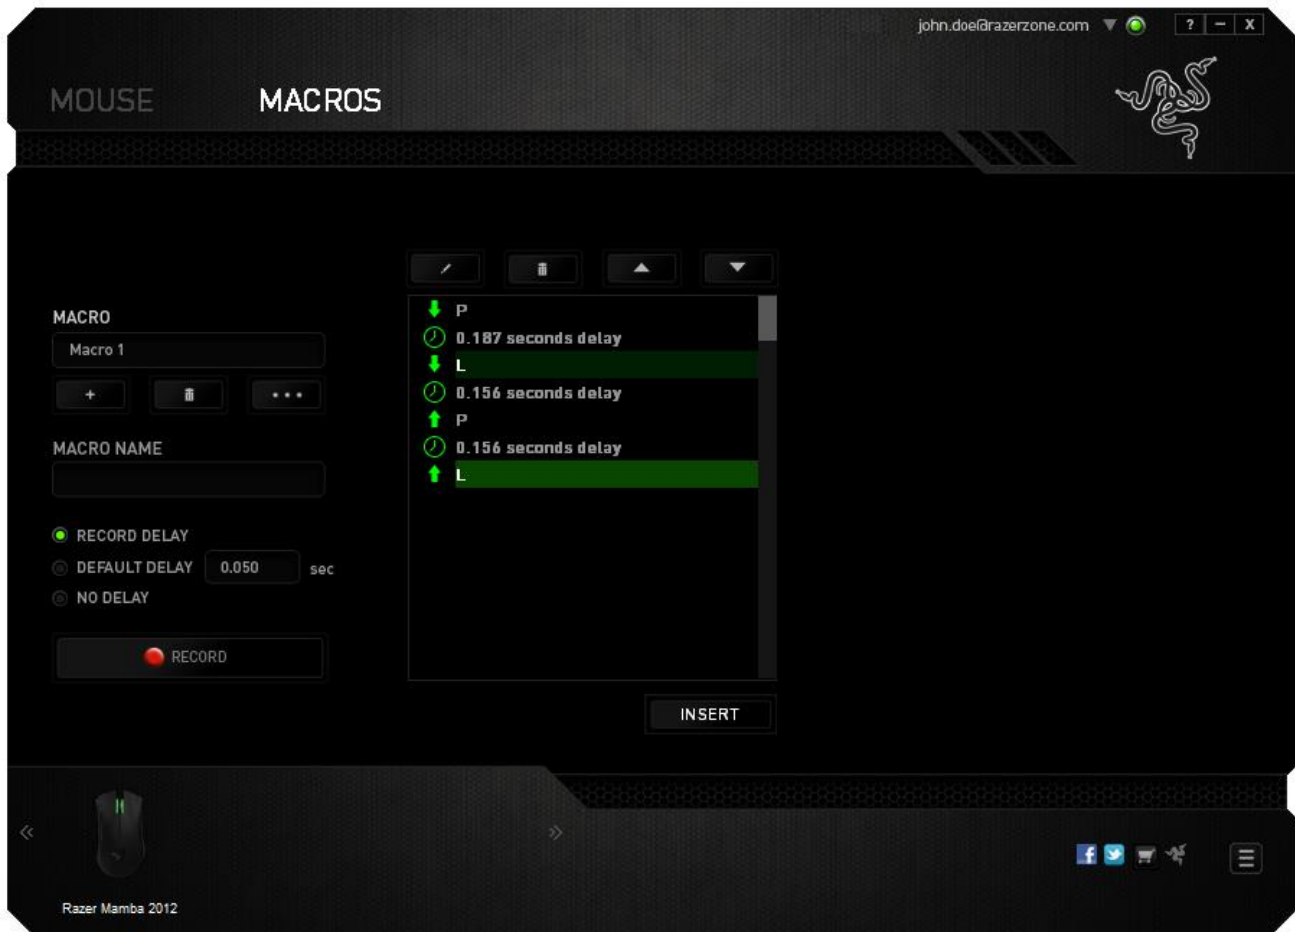 john.doe@razerzone.com
? – X
MOUSE
MACROS
MACRO
Macro 1
+
MACRO NAME
RECORD DELAY
DEFAULT DELAY 0.050 sec
NO DELAY
RECORD
P
0.187 seconds delay
L
0.156 seconds delay
P
0.156 seconds delay
L
INSERT
Razer Mamba 2012